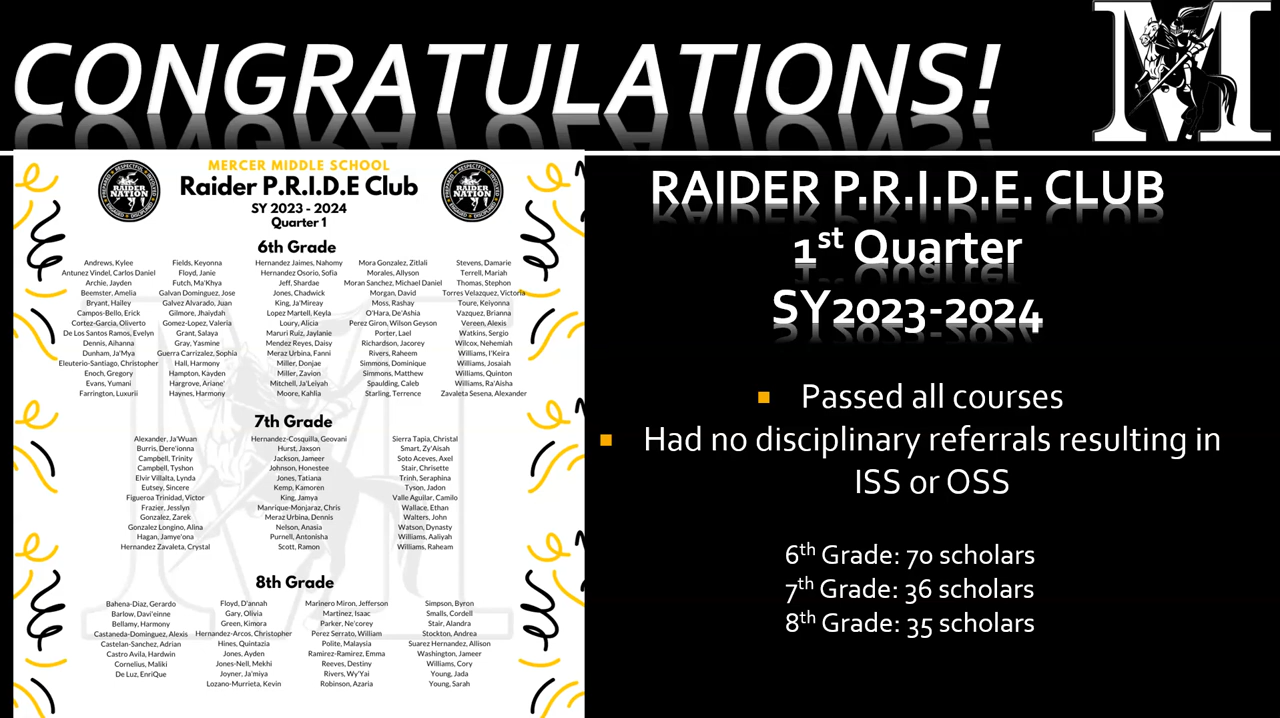 CONGRATULATIONS!
M
MERCER MIDDLE SCHOOL
Raider P.R.I.D.E Club
SY 2023 - 2024
Quarter 1
RAIDER NATION
RAIDER NATION
6th Grade
Andrews, Kylee
Antunez Vindel, Carlos Daniel
Archie, Jayden
Beemster, Amelia
Bryant, Hailey
Campos-Bello, Erick
Cortez-Garcia, Oliverto
De Los Santos Ramos, Evelyn
Dennis, Aihanna
Dunham, Ja'Mya
Eleuterio-Santiago, Christopher
Enoch, Gregory
Evans, Yumani
Farrington, Luxurii
Fields, Keyonna
Floyd, Janie
Futch, Ma'Khya
Galvan Dominguez, Jose
Galvez Alvarado, Juan
Gilmore, Jhaiydah
Gomez-Lopez, Valeria
Grant, Salaya
Gray, Yasmine
Guerra Carrizalez, Sophia
Hall, Harmony
Hampton, Kayden
Hargrove, Ariane'
Haynes, Harmony
Hernandez Jaimes, Nahomy
Hernandez Osorio, Sofia
Jeff, Shardae
Jones, Chadwick
King, Ja'Mireay
Lopez Martell, Keyla
Loury, Alicia
Maruri Ruiz, Jaylanie
Mendez Reyes, Daisy
Meraz Urbina, Fanni
Miller, Donjae
Miller, Zavion
Mitchell, Ja'Leiyah
Moore, Kahlia
Mora Gonzalez, Zitlali
Morales, Allyson
Moran Sanchez, Michael Daniel
Morgan, David
Moss, Rashay
O'Hara, De'Ashia
Perez Giron, Wilson Geyson
Porter, Lael
Richardson, Jacorey
Rivers, Raheem
Simmons, Dominique
Simmons, Matthew
Spaulding, Caleb
Starling, Terrence
Stevens, Damarie
Terrell, Mariah
Thomas, Stephon
Torres Velazquez, Victoria
Toure, Keiyonna
Vazquez, Brianna
Vereen, Alexis
Watkins, Sergio
Wilcox, Nehemiah
Williams, I'Keira
Williams, Josaiah
Williams, Quinton
Williams, Ra'Aisha
Zavaleta Sesena, Alexander
7th Grade
Alexander, Ja'Wuan
Burris, Dere'ionna
Campbell, Trinity
Campbell, Tyshon
Elvir Villalta, Lynda
Eutsey, Sincere
Figueroa Trinidad, Victor
Frazier, Jesslyn
Gonzalez, Zarek
Gonzalez Longino, Alina
Hagan, Jamye'ona
Hernandez Zavaleta, Crystal
Hernandez-Cosquilla, Geovani
Hurst, Jaxson
Jackson, Jameer
Johnson, Honestee
Jones, Tatiana
Kemp, Kamoren
King, Jamya
Manrique-Monjaraz, Chris
Meraz Urbina, Dennis
Nelson, Anasia
Purnell, Antonisha
Scott, Ramon
Sierra Tapia, Christal
Smart, Zy'Aisah
Soto Aceves, Axel
Stair, Chrisette
Trinh, Seraphina
Tyson, Jadon
Valle Aguilar, Camilo
Wallace, Ethan
Walters, John
Watson, Dynasty
Williams, Aaliyah
Williams, Raheam
8th Grade
Bahena-Diaz, Gerardo
Barlow, Davi'einne
Bellamy, Harmony
Castaneda-Dominguez, Alexis
Castelan-Sanchez, Adrian
Castro Avila, Hardwin
Cornelius, Maliki
De Luz, EnriQue
Floyd, D'annah
Gary, Olivia
Green, Kimora
Hernandez-Arcos, Christopher
Hines, Quintazia
Jones, Ayden
Jones-Nell, Mekhi
Joyner, Ja'miya
Lozano-Murrieta, Kevin
Marinero Miron, Jefferson
Martinez, Isaac
Parker, Ne'corey
Perez Serrato, William
Polite, Malaysia
Ramirez-Ramirez, Emma
Reeves, Destiny
Rivers, Wy'Yai
Robinson, Azaria
Simpson, Byron
Smalls, Cordell
Stair, Alandra
Stockton, Andrea
Suarez Hernandez, Allison
Washington, Jameer
Williams, Cory
Young, Jada
Young, Sarah
RAIDER P.R.I.D.E. CLUB
1st Quarter
SY2023-2024
Passed all courses
Had no disciplinary referrals resulting in
ISS or OSS
6th Grade: 70 scholars
7th Grade: 36 scholars
8th Grade: 35 scholars